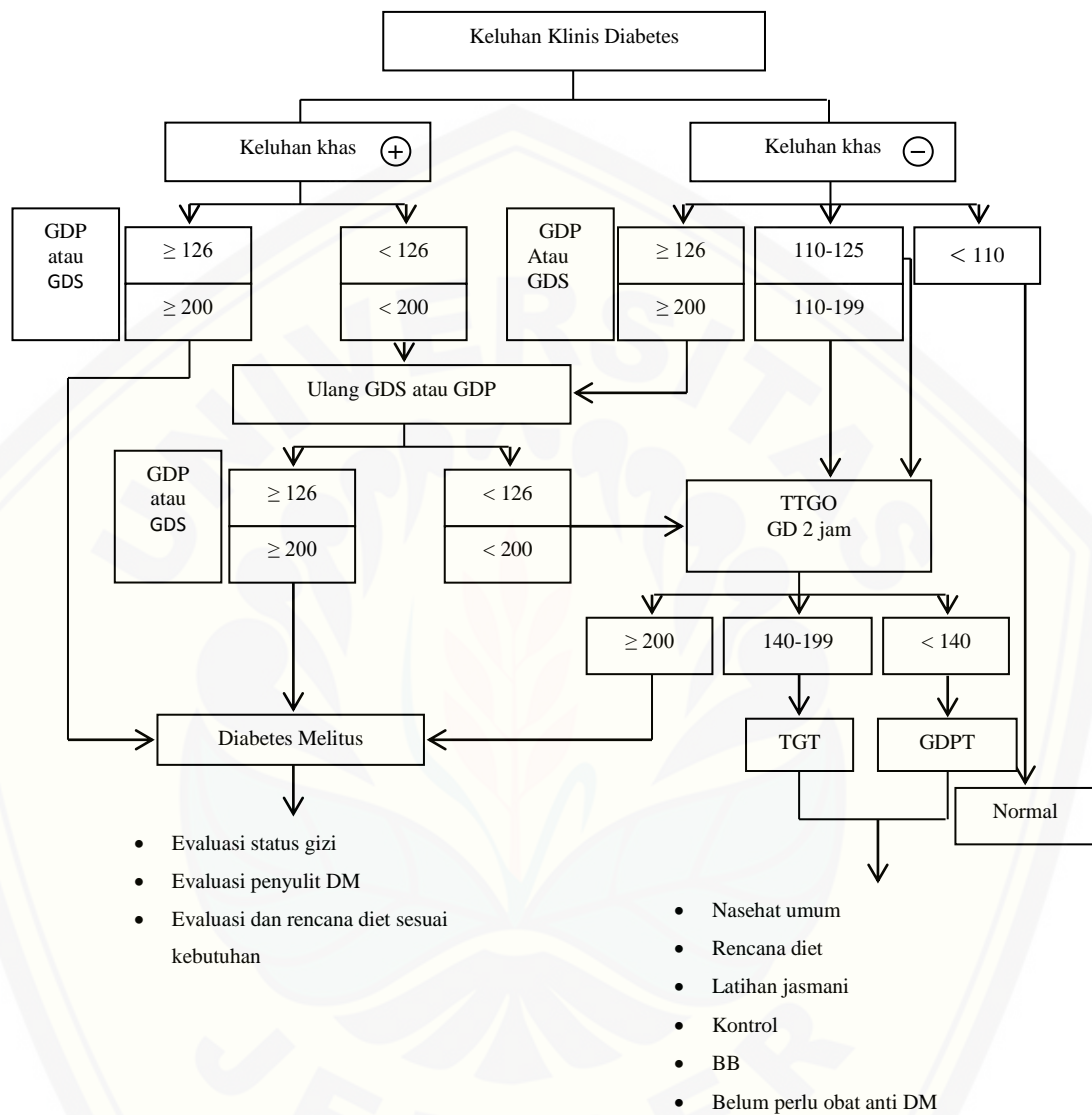 Keluhan Klinis Diabetes
Keluhan khas +
Keluhan khas −
GDP
atau
GDS
≥ 126
≥ 200
< 126
< 200
GDP
Atau
GDS
≥ 126
≥ 200
110-125
110-199
< 110
Ulang GDS atau GDP
GDP
atau
GDS
≥ 126
≥ 200
< 126
< 200
TTGO
GD 2 jam
≥ 200
140-199
< 140
Diabetes Melitus
TGT
GDPT
Normal
• Evaluasi status gizi
• Evaluasi penyulit DM
• Evaluasi dan rencana diet sesuai
kebutuhan
• Nasehat umum
• Rencana diet
• Latihan jasmani
• Kontrol
• BB
• Belum perlu obat anti DM
UNIVERSITAS
JEMBER